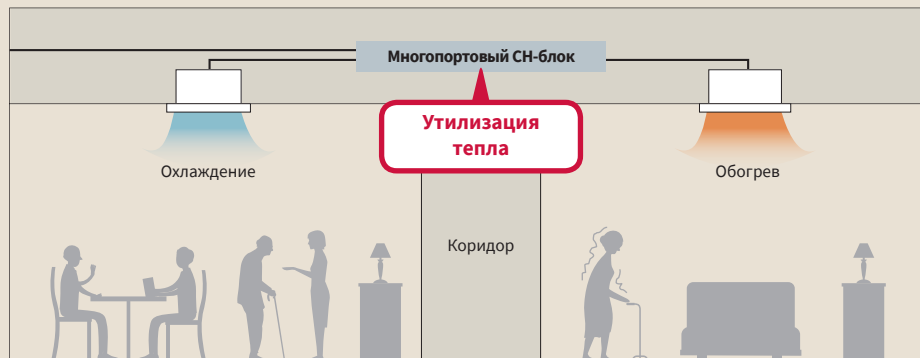 Многопортовый СН-блок
Утилизация
тепла
Охлаждение
Обогрев
Коридор